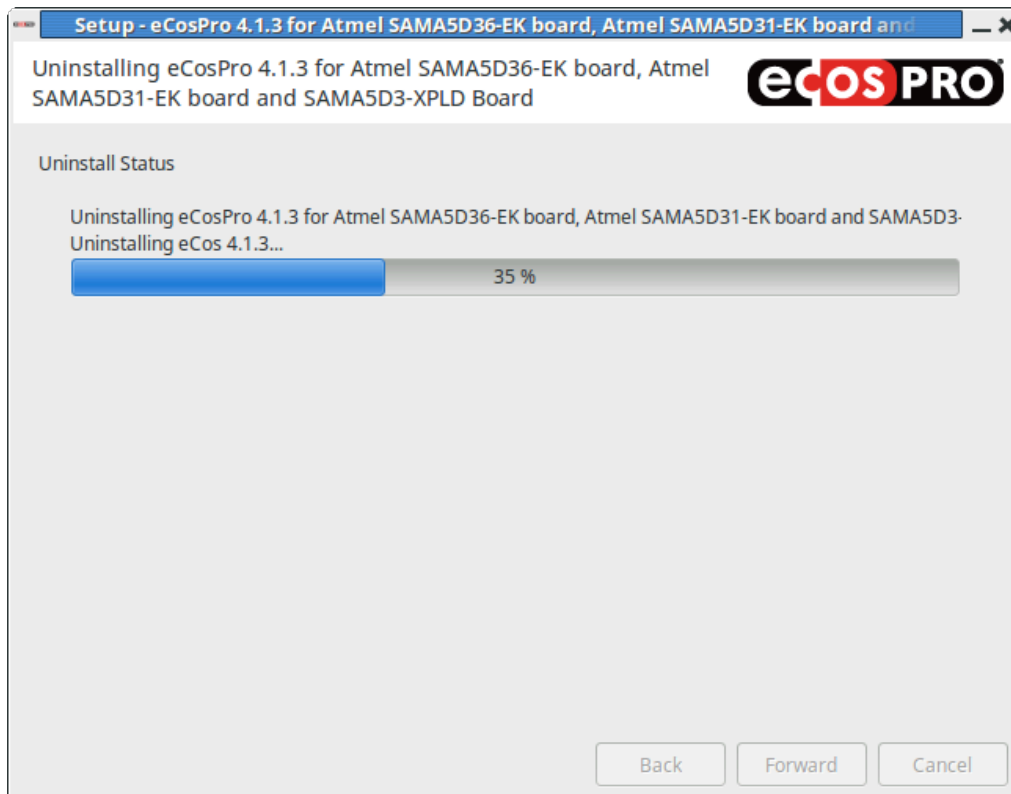 Setup - eCosPro 4.1.3 for Atmel SAMA5D36-EK board, Atmel SAMA5D31-EK board and
Uninstalling eCosPro 4.1.3 for Atmel SAMA5D36-EK board, Atmel
SAMA5D31-EK board and SAMA5D3-XPLD Board
eCOS PRO
Uninstall Status
Uninstalling eCosPro 4.1.3 for Atmel SAMA5D36-EK board, Atmel SAMA5D31-EK board and SAMA5D3-
Uninstalling eCos 4.1.3...
35 %
Back
Forward
Cancel